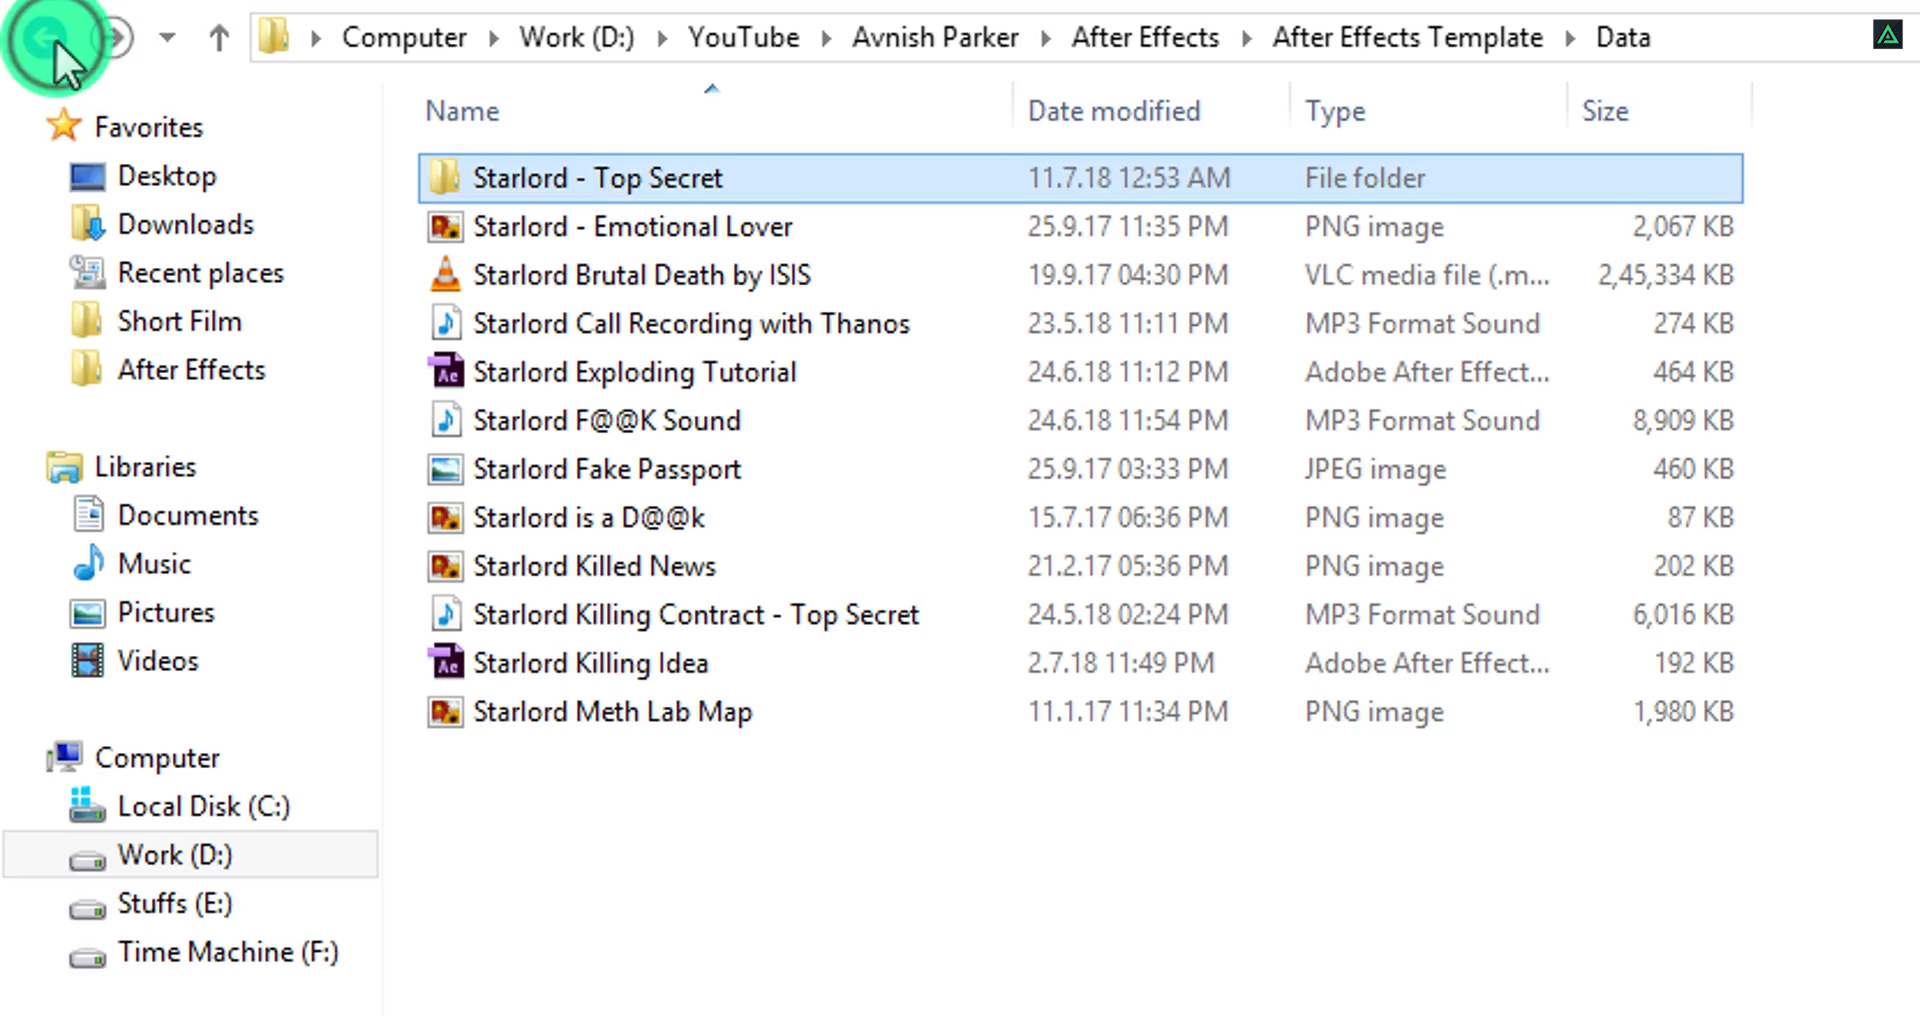 Computer Work (D:) YouTube Avnish Parker After Effects After Effects Template Data
Name Date modified Type Size
Favorites
Desktop
Downloads
Recent places
Short Film
After Effects
Libraries
Documents
Music
Pictures
Videos
Computer
Local Disk (C:)
Work (D:)
Stuffs (E:)
Time Machine (F:)
Starlord - Top Secret 11.7.18 12:53 AM File folder
Starlord - Emotional Lover 25.9.17 11:35 PM PNG image 2,067 KB
Starlord Brutal Death by ISIS 19.9.17 04:30 PM VLC media file (.m... 2,45,334 KB
Starlord Call Recording with Thanos 23.5.18 11:11 PM MP3 Format Sound 274 KB
Starlord Exploding Tutorial 24.6.18 11:12 PM Adobe After Effect... 464 KB
Starlord F@@K Sound 24.6.18 11:54 PM MP3 Format Sound 8,909 KB
Starlord Fake Passport 25.9.17 03:33 PM JPEG image 460 KB
Starlord is a D@@k 15.7.17 06:36 PM PNG image 87 KB
Starlord Killed News 21.2.17 05:36 PM PNG image 202 KB
Starlord Killing Contract - Top Secret 24.5.18 02:24 PM MP3 Format Sound 6,016 KB
Starlord Killing Idea 2.7.18 11:49 PM Adobe After Effect... 192 KB
Starlord Meth Lab Map 11.1.17 11:34 PM PNG image 1,980 KB